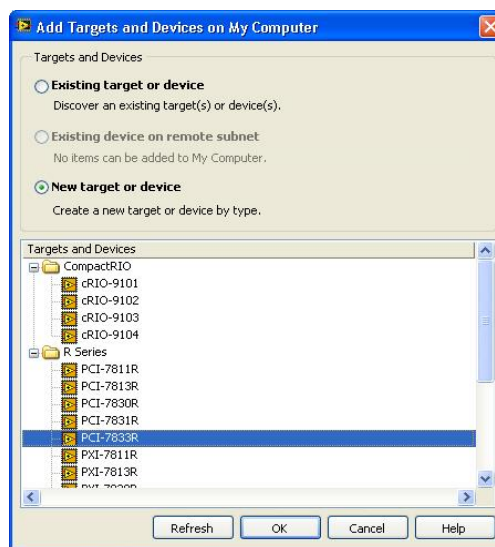 Add Targets and Devices on My Computer
Targets and Devices
Existing target or device
Discover an existing target(s) or device(s).
Existing device on remote subnet
No items can be added to My Computer.
New target or device
Create a new target or device by type.
Targets and Devices
CompactRIO
cRIO-9101
cRIO-9102
cRIO-9103
cRIO-9104
R Series
PCI-7811R
PCI-7813R
PCI-7830R
PCI-7831R
PCI-7833R
PXI-7811R
PXI-7813R
Refresh
OK
Cancel
Help